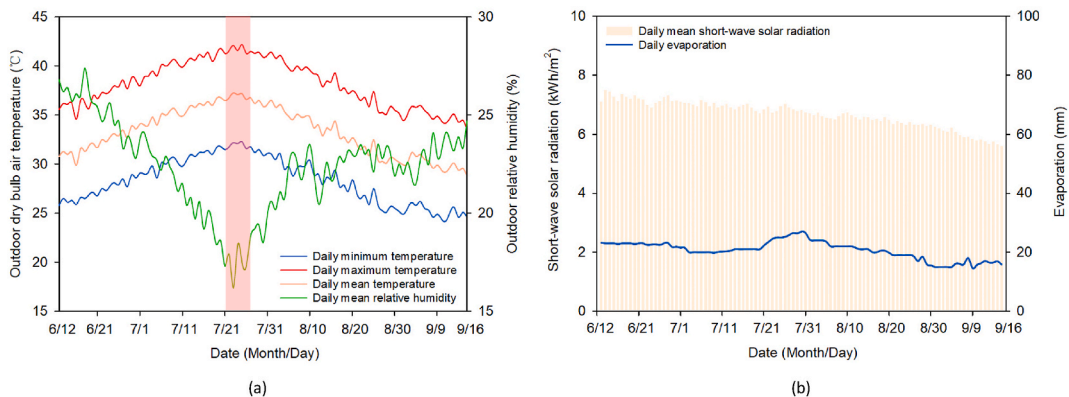 45
40
35
30
25
20
15
Outdoor dry bulb air temperature (℃)
30
25
20
15
Outdoor relative humidity (%)
Daily minimum temperature
Daily maximum temperature
Daily mean temperature
Daily mean relative humidity
6/12 6/21 7/1 7/11 7/21 7/31 8/10 8/20 8/30 9/9 9/16
Date (Month/Day)
(a)
10
8
6
4
2
0
Short-wave solar radiation (kWh/m²)
100
80
60
40
20
0
Evaporation (mm)
Daily mean short-wave solar radiation
Daily evaporation
6/12 6/21 7/1 7/11 7/21 7/31 8/10 8/20 8/30 9/9 9/16
Date (Month/Day)
(b)